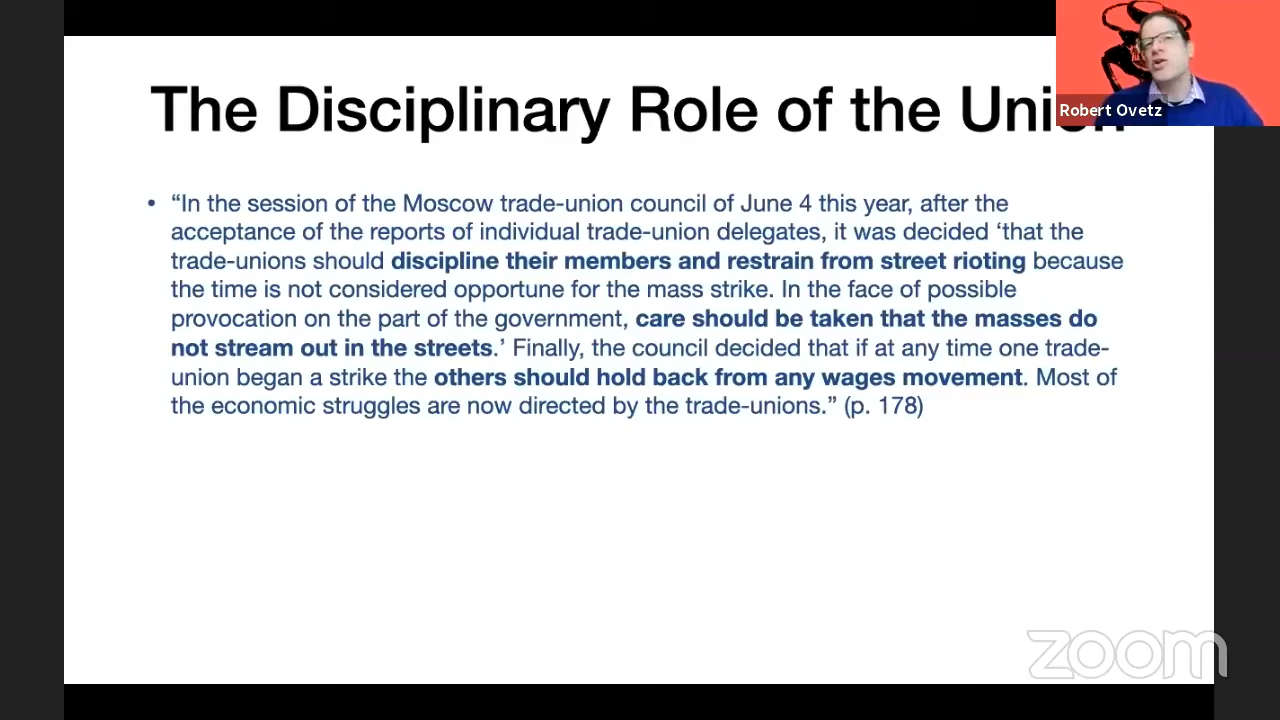 The Disciplinary Role of the Union
Robert Ovetz
• “In the session of the Moscow trade-union council of June 4 this year, after the
acceptance of the reports of individual trade-union delegates, it was decided ‘that the
trade-unions should discipline their members and restrain from street rioting because
the time is not considered opportune for the mass strike. In the face of possible
provocation on the part of the government, care should be taken that the masses do
not stream out in the streets.’ Finally, the council decided that if at any time one trade-
union began a strike the others should hold back from any wages movement. Most of
the economic struggles are now directed by the trade-unions.” (p. 178)
zoom